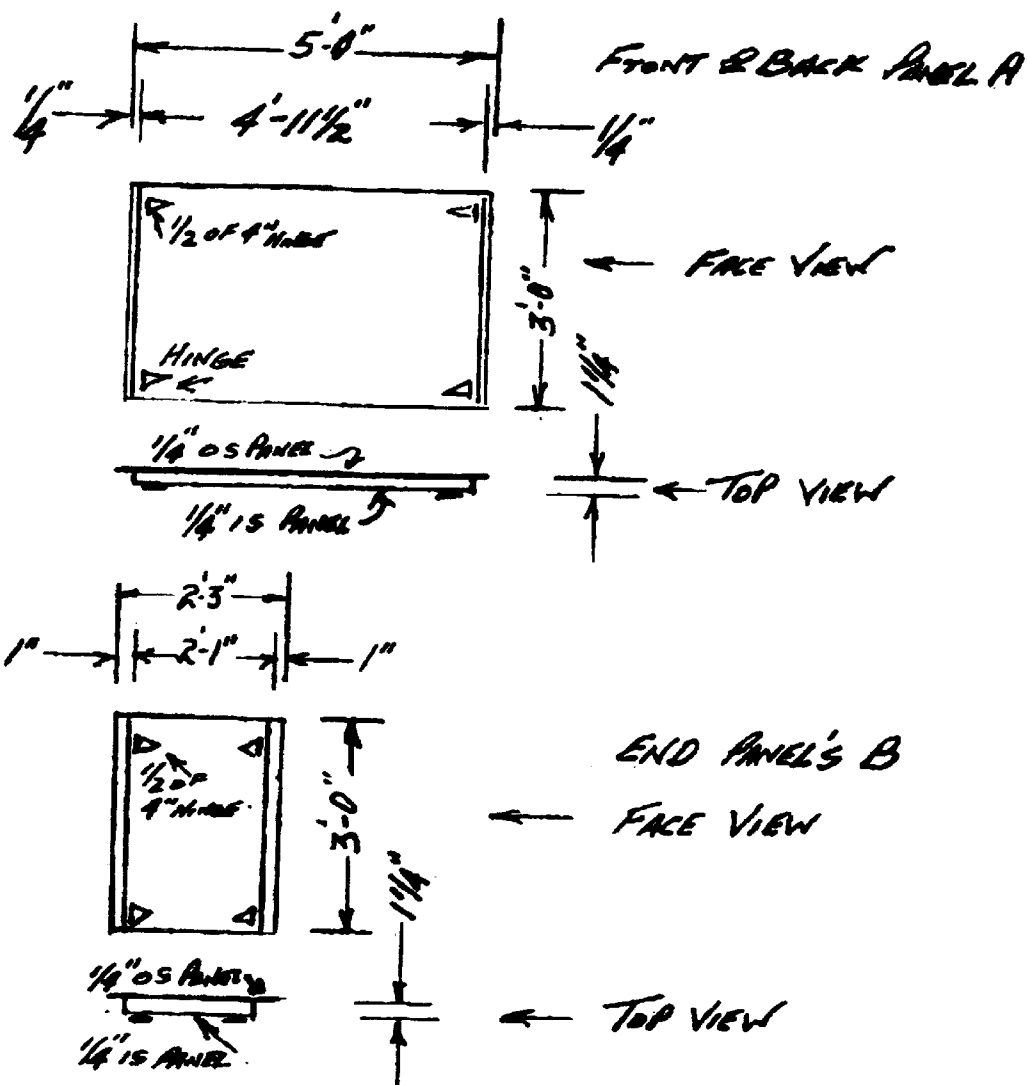 5'-0"
FRONT & BACK PANEL A
1/4"
4'-11 1/2"
1/4"
1/2 OF 4" HINGE
3'-0"
FACE VIEW
HINGE
1 1/4"
1/4" OS PANEL
TOP VIEW
1/4" IS PANEL
2'-3"
1"
2'-1"
1"
END PANEL'S B
1/2 OF
4" HINGE
3'-0"
FACE VIEW
1 1/4"
1/4" OS PANEL
TOP VIEW
1/4" IS PANEL